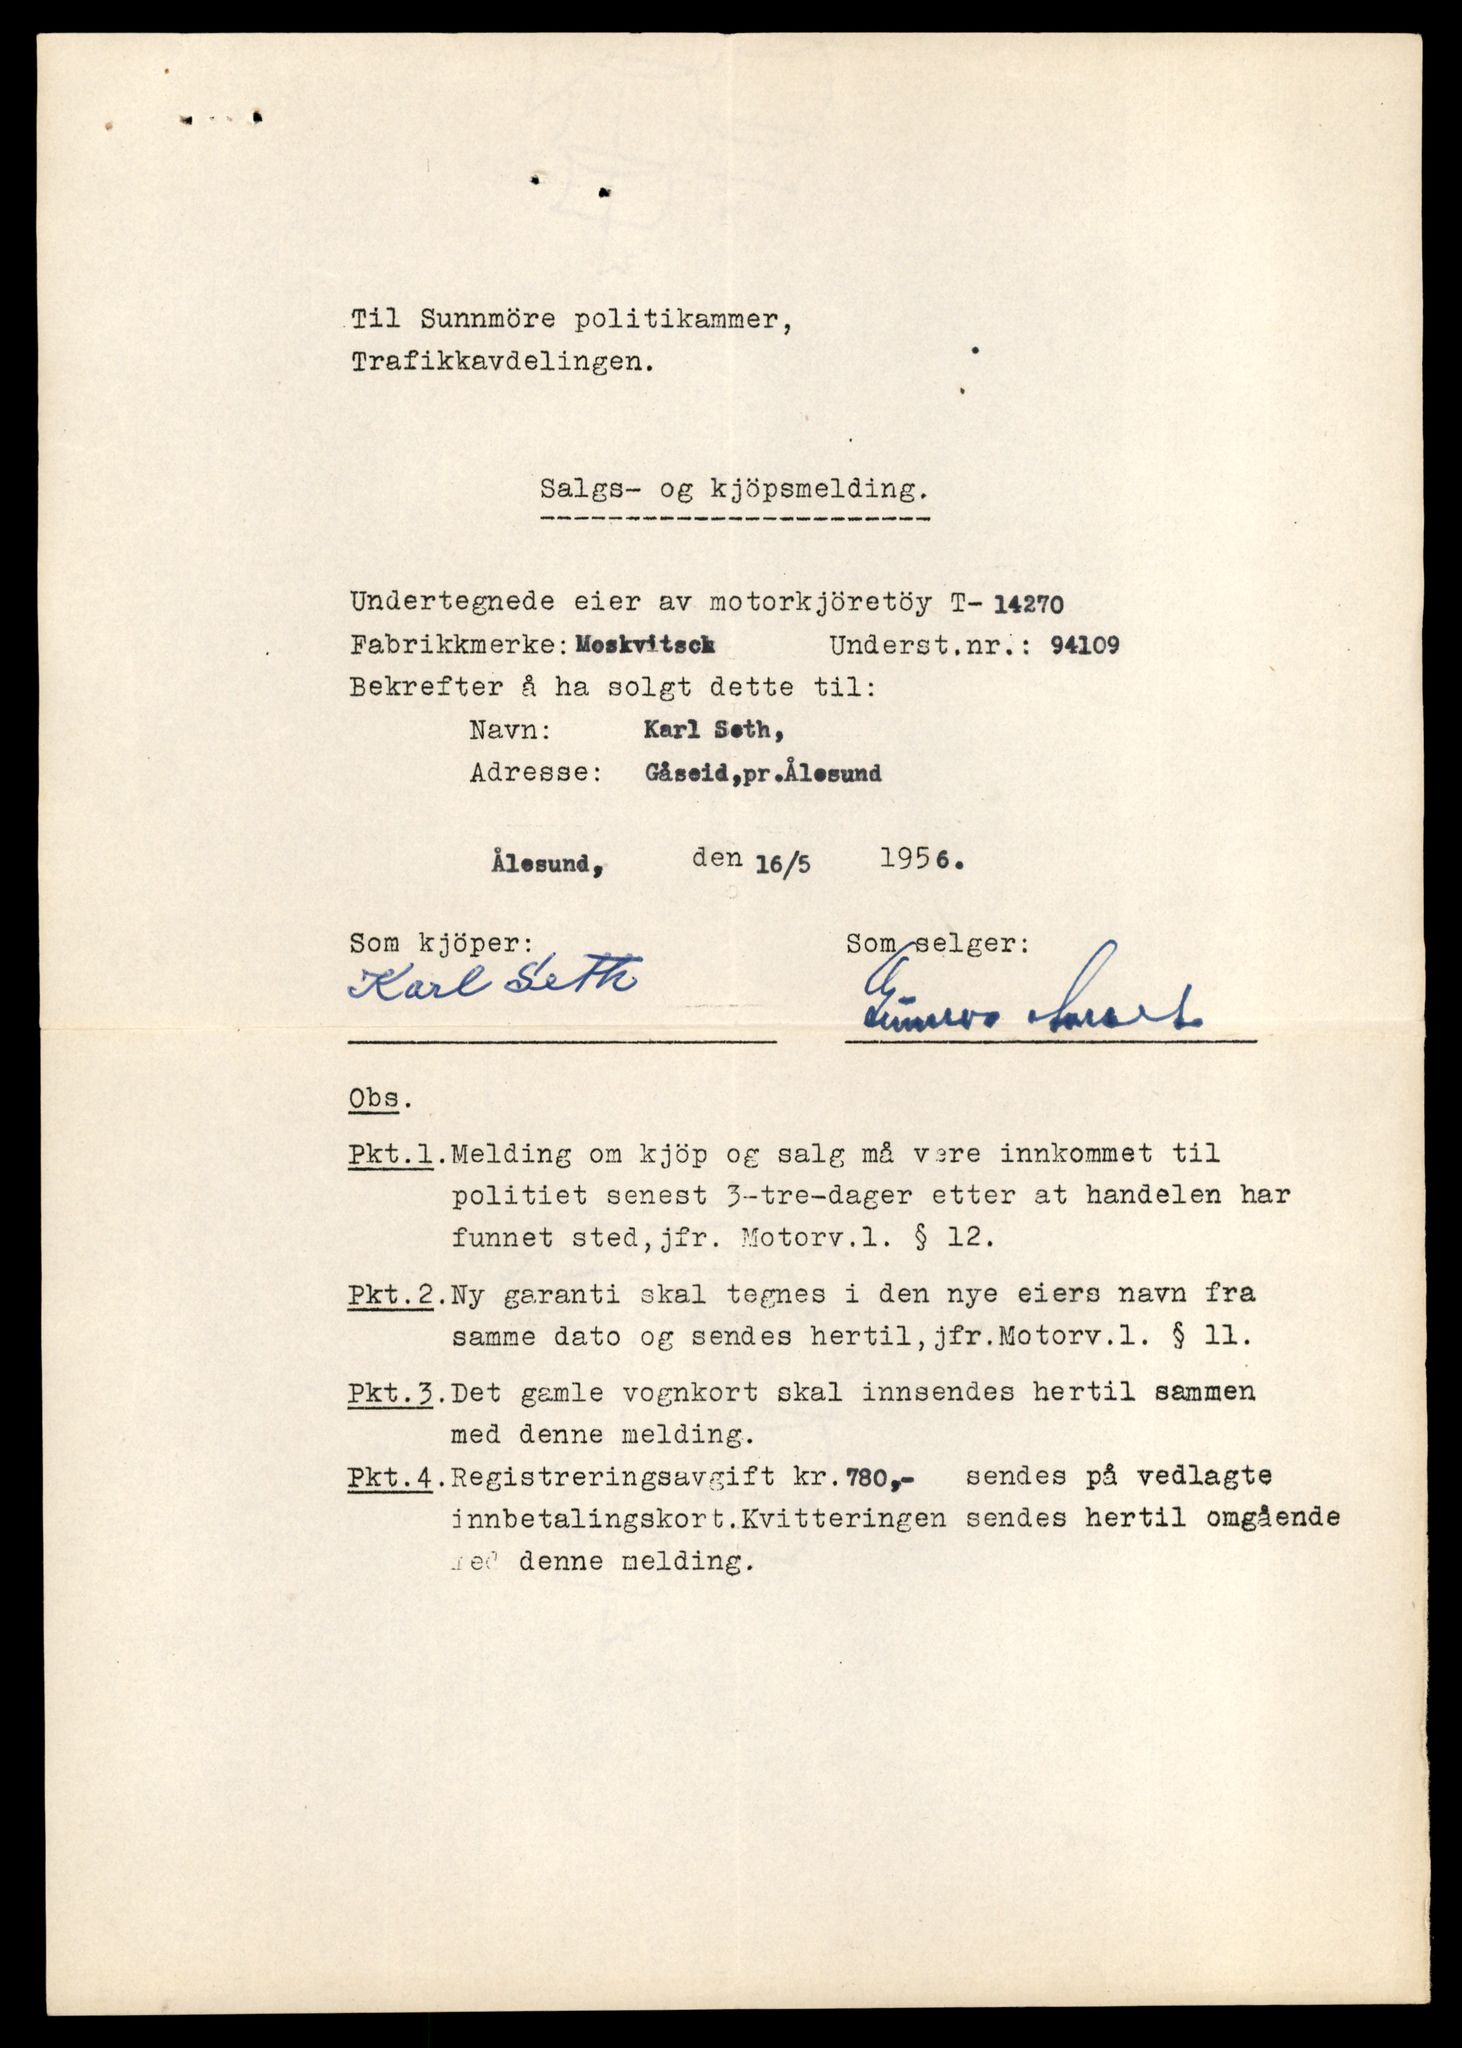 Til Sunnmöre politikammer,
Trafikkavdelingen.
Salgs- og kjöpsmelding.
Undertegnede eier av motorkjöretöy T- 14270
Fabrikkmerke: Moskvitsch Underst.nr.: 94109
Bekrefter å ha solgt dette til:
Navn: Karl Seth,
Adresse: Gåseid,pr.Ålesund
Ålesund, den 16/5 1956.
Som kjöper: Som selger:
Karl Seth
Obs.
Pkt.1.Melding om kjöp og salg må være innkommet til
politiet senest 3-tre-dager etter at handelen har
funnet sted,jfr. Motorv.l. § 12.
Pkt.2.Ny garanti skal tegnes i den nye eiers navn fra
samme dato og sendes hertil,jfr.Motorv.l. § 11.
Pkt.3.Det gamle vognkort skal innsendes hertil sammen
med denne melding.
Pkt.4.Registreringsavgift kr.780,- sendes på vedlagte
innbetalingskort.Kvitteringen sendes hertil omgående
med denne melding.